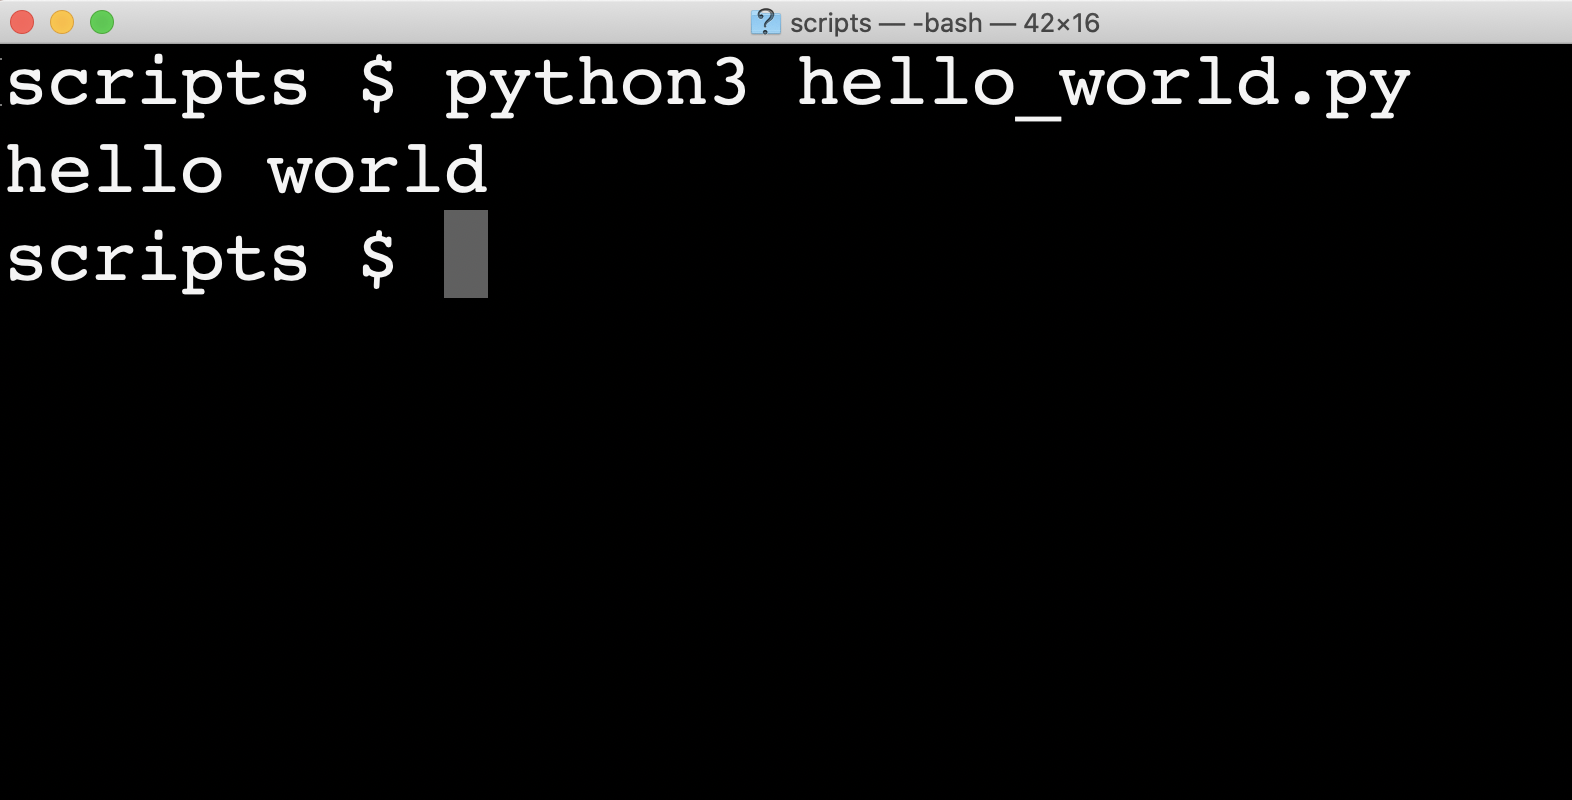 scripts — -bash — 42×16
scripts $ python3 hello_world.py
hello world
scripts $